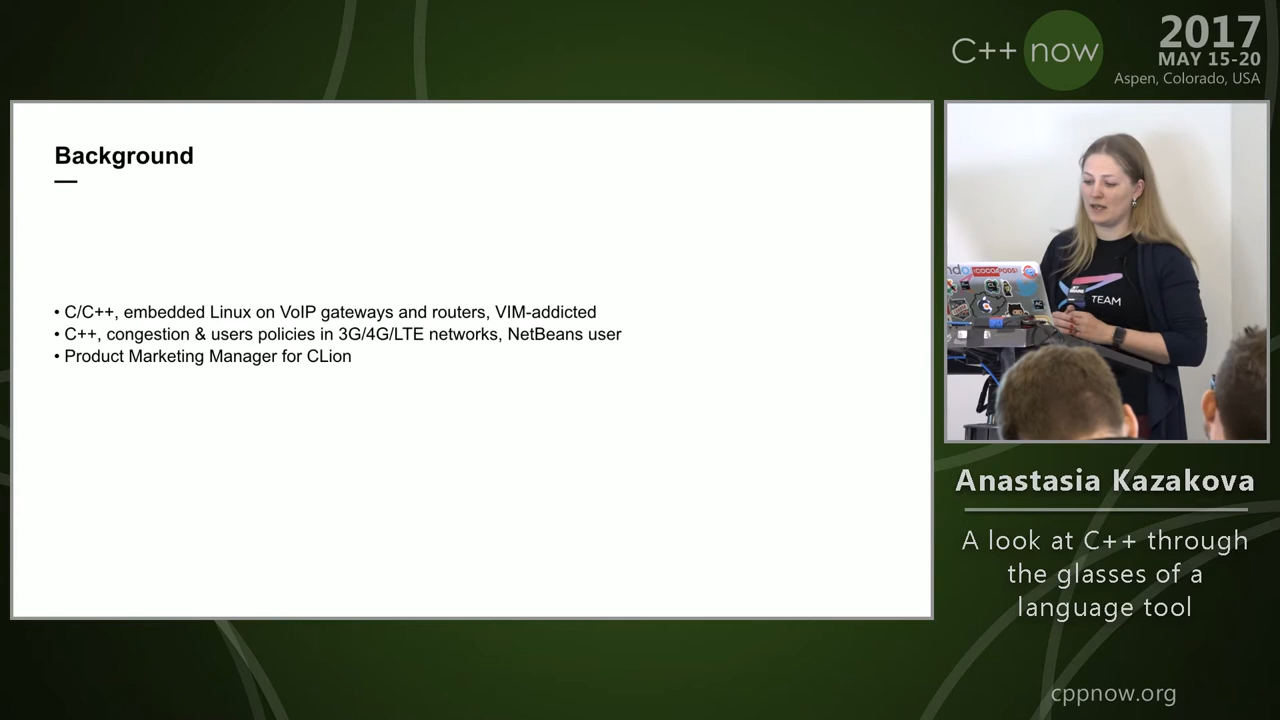 C++ now
2017
MAY 15-20
Aspen, Colorado, USA
Background
• C/C++, embedded Linux on VoIP gateways and routers, VIM-addicted
• C++, congestion & users policies in 3G/4G/LTE networks, NetBeans user
• Product Marketing Manager for CLion
COCOAPODS
CL
TEAM
Anastasia Kazakova
A look at C++ through
the glasses of a
language tool
cppnow.org